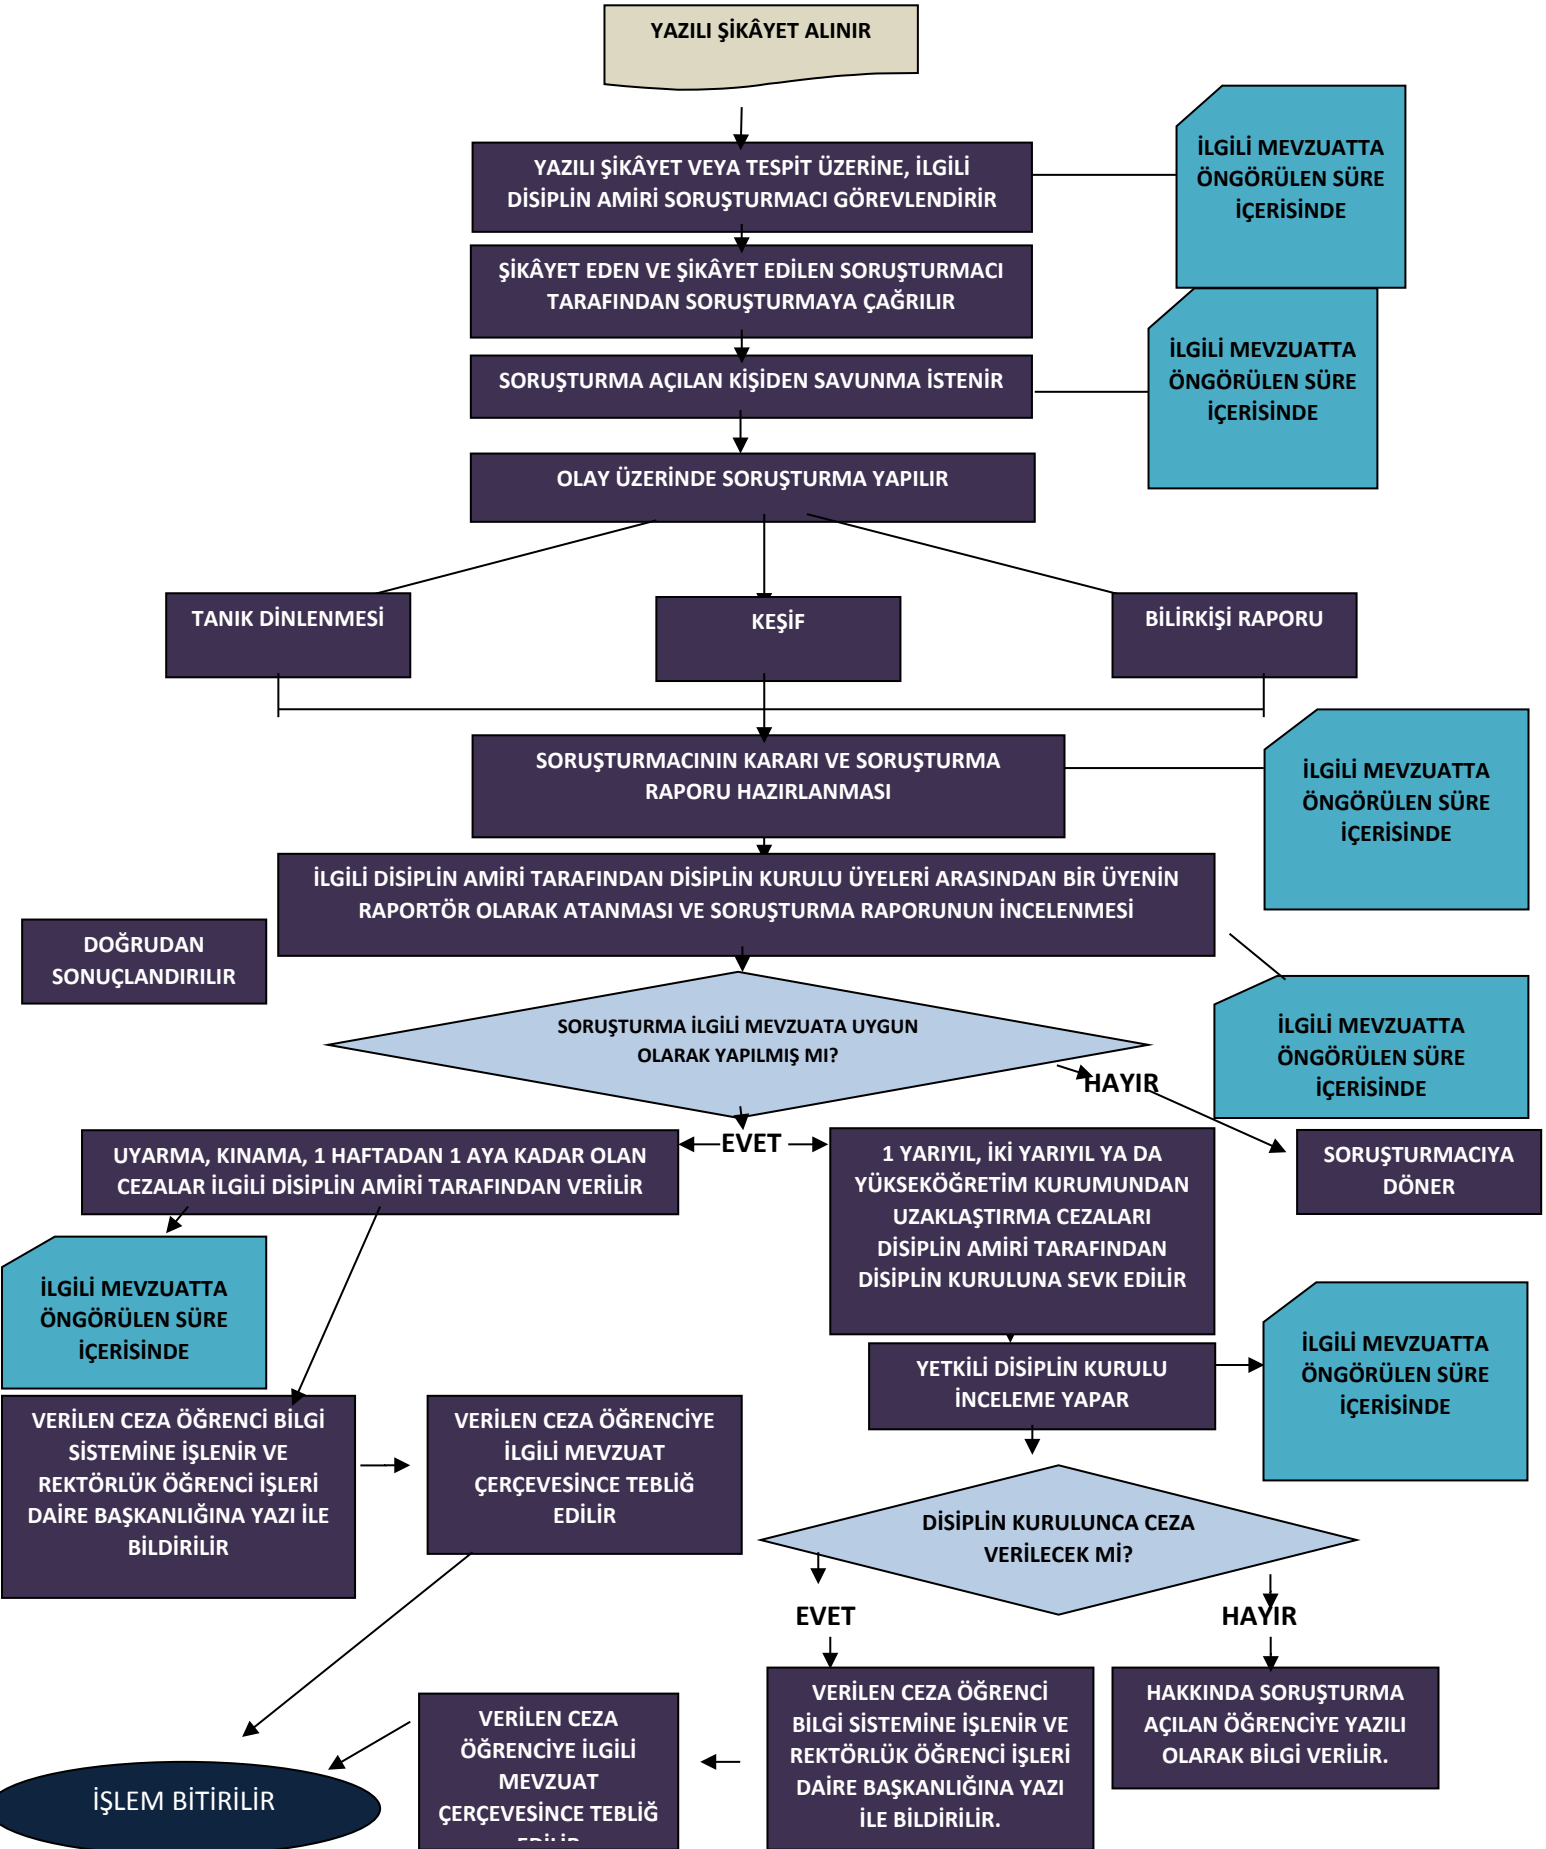 YAZILI ŞİKÂYET ALINIR
YAZILI ŞİKÂYET VEYA TESPİT ÜZERİNE, İLGİLİ
DİSİPLİN AMİRİ SORUŞTURMACI GÖREVLENDİRİR
İLGİLİ MEVZUATTA
ÖNGÖRÜLEN SÜRE
İÇERİSİNDE
ŞİKÂYET EDEN VE ŞİKÂYET EDİLEN SORUŞTURMACI
TARAFINDAN SORUŞTURMAYA ÇAĞRILIR
SORUŞTURMA AÇILAN KİŞİDEN SAVUNMA İSTENİR
İLGİLİ MEVZUATTA
ÖNGÖRÜLEN SÜRE
İÇERİSİNDE
OLAY ÜZERİNDE SORUŞTURMA YAPILIR
TANIK DİNLENMESİ
KEŞİF
BİLİRKİŞİ RAPORU
SORUŞTURMACININ KARARI VE SORUŞTURMA
RAPORU HAZIRLANMASI
İLGİLİ MEVZUATTA
ÖNGÖRÜLEN SÜRE
İÇERİSİNDE
İLGİLİ DİSİPLİN AMİRİ TARAFINDAN DİSİPLİN KURULU ÜYELERİ ARASINDAN BİR ÜYENİN
RAPORTÖR OLARAK ATANMASI VE SORUŞTURMA RAPORUNUN İNCELENMESİ
DOĞRUDAN
SONUÇLANDIRILIR
SORUŞTURMA İLGİLİ MEVZUATA UYGUN
OLARAK YAPILMIŞ MI?
İLGİLİ MEVZUATTA
ÖNGÖRÜLEN SÜRE
İÇERİSİNDE
HAYIR
EVET
UYARMA, KINAMA, 1 HAFTADAN 1 AYA KADAR OLAN
CEZALAR İLGİLİ DİSİPLİN AMİRİ TARAFINDAN VERİLİR
1 YARIYIL, İKİ YARIYIL YA DA
YÜKSEKÖĞRETİM KURUMUNDAN
UZAKLAŞTIRMA CEZALARI
DİSİPLİN AMİRİ TARAFINDAN
DİSİPLİN KURULUNA SEVK EDİLİR
SORUŞTURMACIYA
DÖNER
İLGİLİ MEVZUATTA
ÖNGÖRÜLEN SÜRE
İÇERİSİNDE
YETKİLİ DİSİPLİN KURULU
İNCELEME YAPAR
İLGİLİ MEVZUATTA
ÖNGÖRÜLEN SÜRE
İÇERİSİNDE
VERİLEN CEZA ÖĞRENCİ BİLGİ
SİSTEMİNE İŞLENİR VE
REKTÖRLÜK ÖĞRENCİ İŞLERİ
DAİRE BAŞKANLIĞINA YAZI İLE
BİLDİRİLİR
VERİLEN CEZA ÖĞRENCİYE
İLGİLİ MEVZUAT
ÇERÇEVESİNCE TEBLİĞ
EDİLİR
DİSİPLİN KURULUNCA CEZA
VERİLECEK Mİ?
EVET
HAYIR
VERİLEN CEZA
ÖĞRENCİYE İLGİLİ
MEVZUAT
ÇERÇEVESİNCE TEBLİĞ
EDİLİR
VERİLEN CEZA ÖĞRENCİ
BİLGİ SİSTEMİNE İŞLENİR VE
REKTÖRLÜK ÖĞRENCİ İŞLERİ
DAİRE BAŞKANLIĞINA YAZI
İLE BİLDİRİLİR.
HAKKINDA SORUŞTURMA
AÇILAN ÖĞRENCİYE YAZILI
OLARAK BİLGİ VERİLİR.
İŞLEM BİTİRİLİR